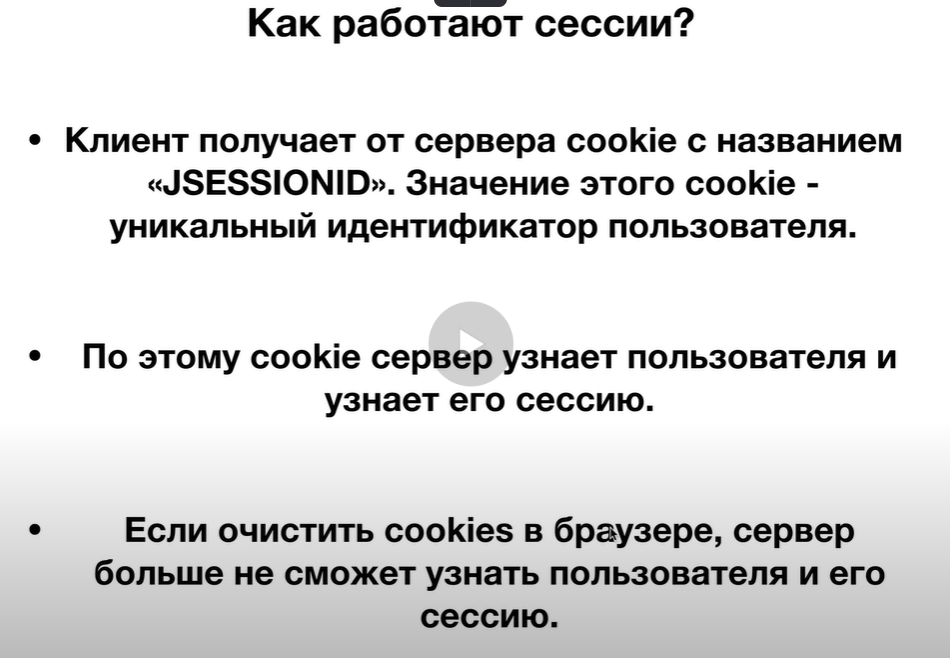 Как работают сессии?
• Клиент получает от сервера cookie с названием
«JSESSIONID». Значение этого cookie -
уникальный идентификатор пользователя.
• По этому cookie сервер узнает пользователя и
узнает его сессию.
• Если очистить cookies в браузере, сервер
больше не сможет узнать пользователя и его
сессию.